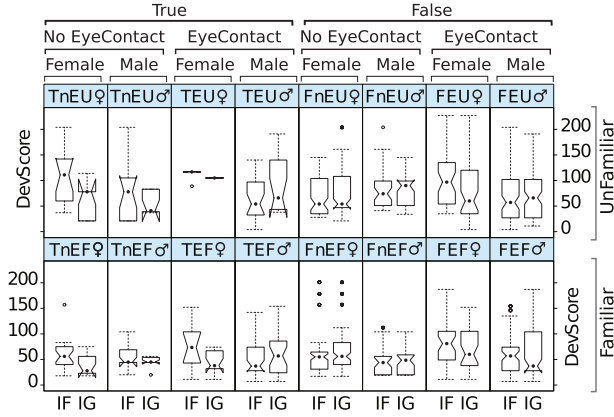 True False
No EyeContact EyeContact No EyeContact EyeContact
Female Male Female Male Female Male Female Male
TnEU♀ TnEU♂ TEU♀ TEU♂ FnEU♀ FnEU♂ FEU♀ FEU♂
DevScore
200
150
100
50
0
UnFamiliar
TnEF♀ TnEF♂ TEF♀ TEF♂ FnEF♀ FnEF♂ FEF♀ FEF♂
200
150
100
50
0
DevScore
Familiar
IF IG IF IG IF IG IF IG IF IG IF IG IF IG IF IG